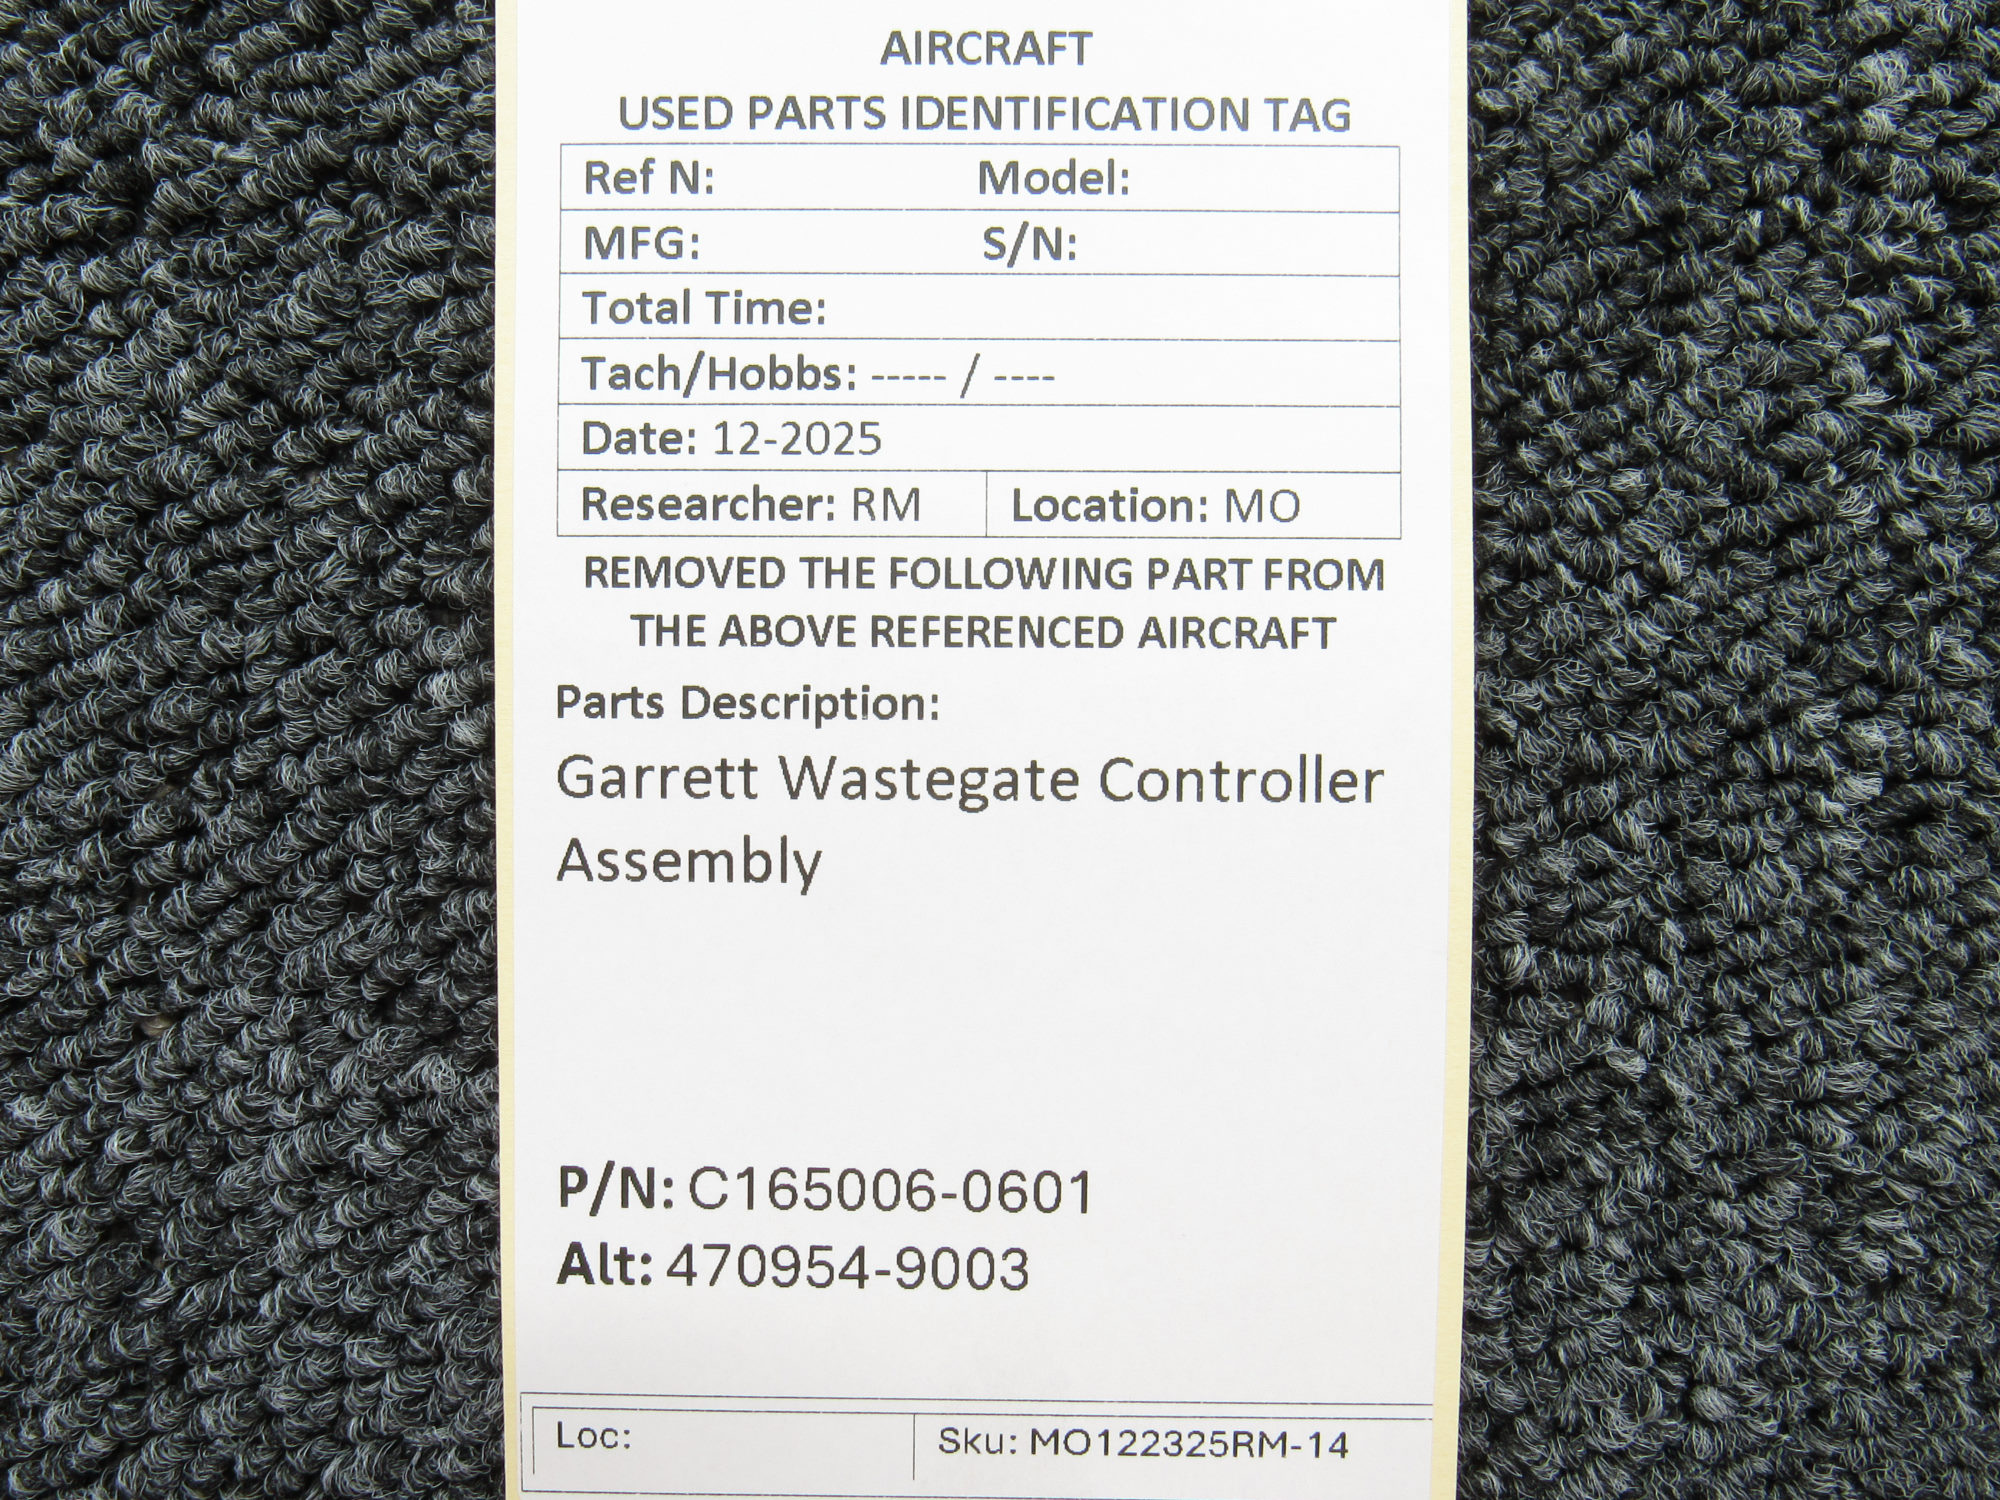 AIRCRAFT
USED PARTS IDENTIFICATION TAG
Ref N: Model:
MFG: S/N:
Total Time:
Tach/Hobbs: ----- / ----
Date: 12-2025
Researcher: RM Location: MO
REMOVED THE FOLLOWING PART FROM
THE ABOVE REFERENCED AIRCRAFT
Parts Description:
Garrett Wastegate Controller
Assembly
P/N: C165006-0601
Alt: 470954-9003
Loc: Sku: MO122325RM-14